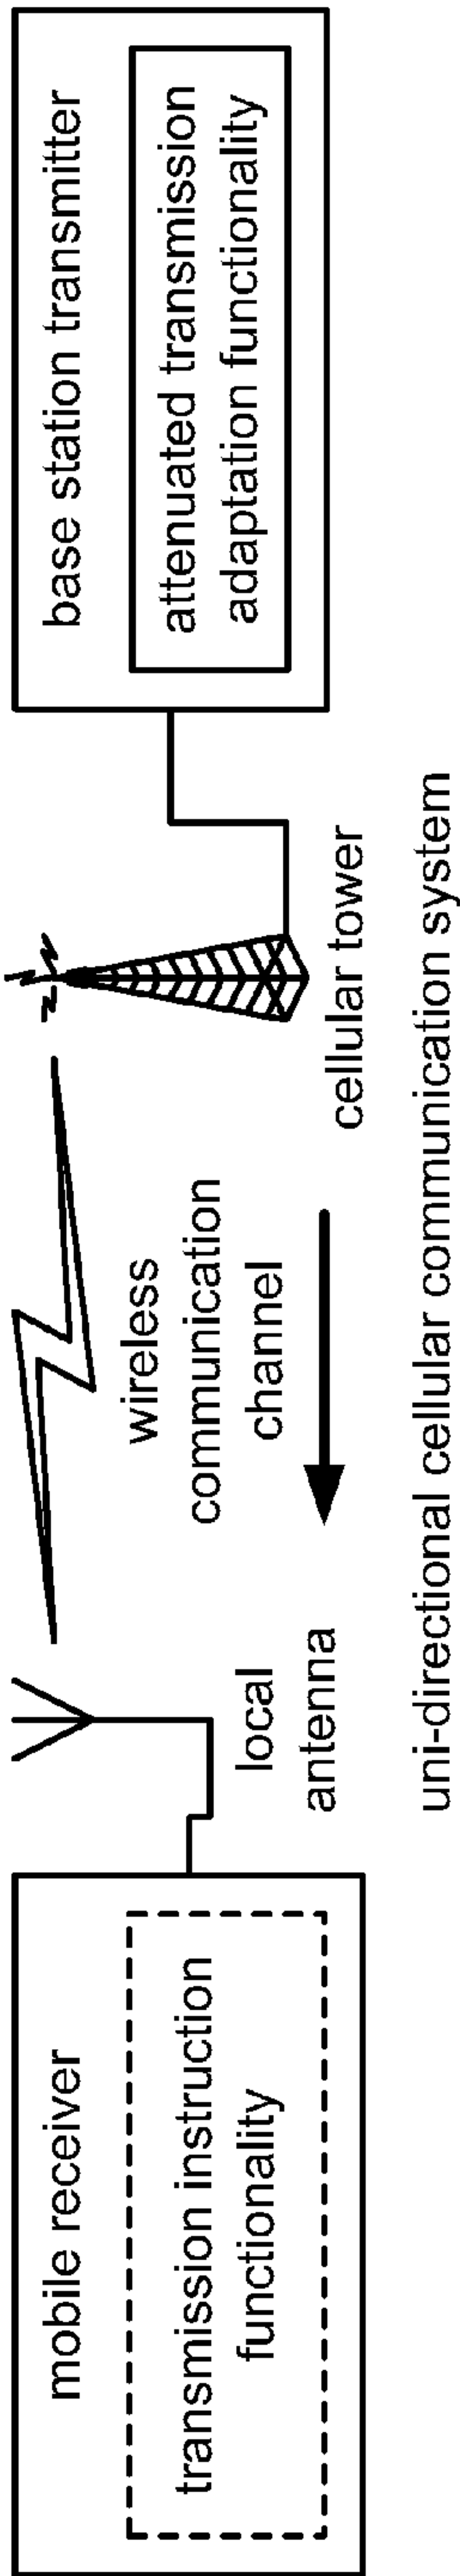 mobile receiver
transmission instruction
functionality
local
antenna
wireless
communication
channel
cellular tower
base station transmitter
attenuated transmission
adaptation functionality
uni-directional cellular communication system